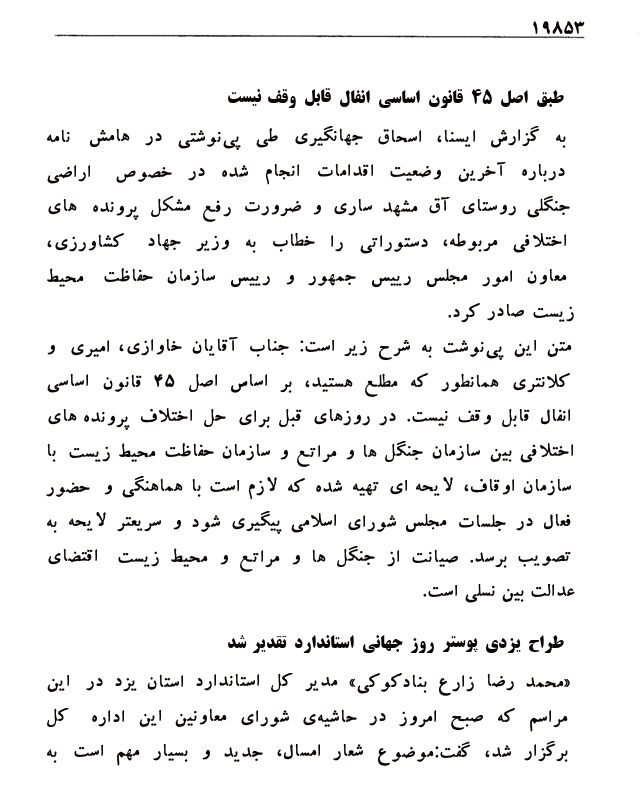 ۱۹۸۵۳
طبق اصل ۴۵ قانون اساسی انفال قابل وقف نیست
به گزارش ایسنا، اسحاق جهانگیری طی پی‌نوشتی در هامش نامه
درباره آخرین وضعیت اقدامات انجام شده در خصوص اراضی
جنگلی روستای آق مشهد ساری و ضرورت رفع مشکل پرونده های
اختلافی مربوطه، دستوراتی را خطاب به وزیر جهاد کشاورزی،
معاون امور مجلس رییس جمهور و رییس سازمان حفاظت محیط
زیست صادر کرد.
متن این پی‌نوشت به شرح زیر است: جناب آقایان خاوازی، امیری و
کلانتری همانطور که مطلع هستید، بر اساس اصل ۴۵ قانون اساسی
انفال قابل وقف نیست. در روزهای قبل برای حل اختلاف پرونده های
اختلافی بین سازمان جنگل ها و مراتع و سازمان حفاظت محیط زیست با
سازمان اوقاف، لایحه ای تهیه شده که لازم است با هماهنگی و حضور
فعال در جلسات مجلس شورای اسلامی پیگیری شود و سریعتر لایحه به
تصویب برسد. صیانت از جنگل ها و مراتع و محیط زیست اقتضای
عدالت بین نسلی است.
طراح یزدی پوستر روز جهانی استاندارد تقدیر شد
«محمد رضا زارع بنادکوکی» مدیر کل استاندارد استان یزد در این
مراسم که صبح امروز در حاشیه‌ی شورای معاونین این اداره کل
برگزار شد، گفت:موضوع شعار امسال، جدید و بسیار مهم است به